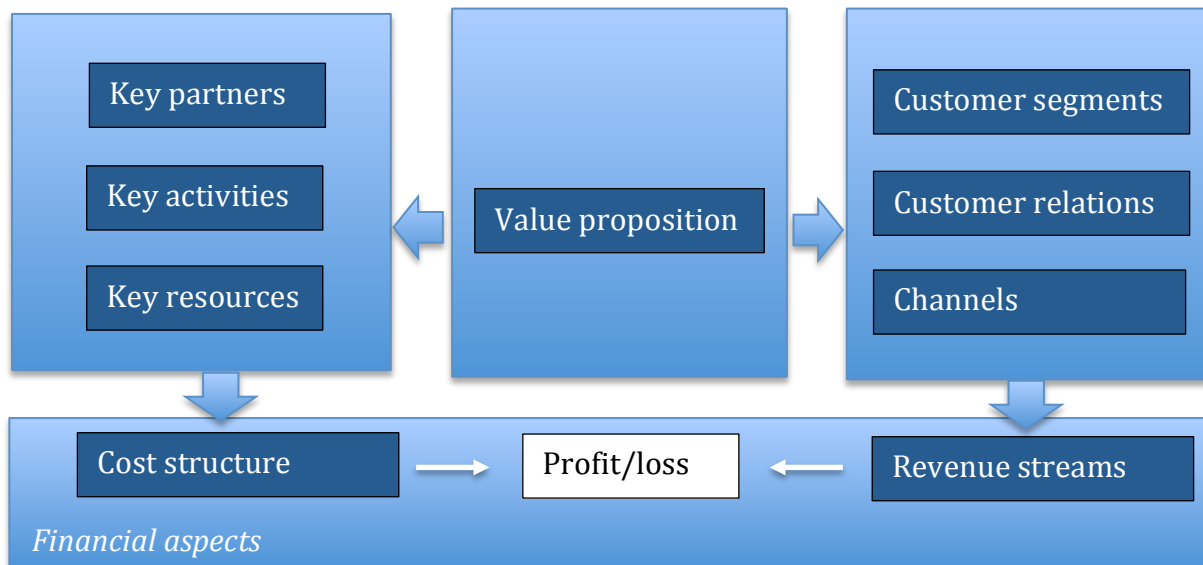 Key partners
Key activities
Key resources
Value proposition
Customer segments
Customer relations
Channels
Cost structure
Profit/loss
Revenue streams
Financial aspects